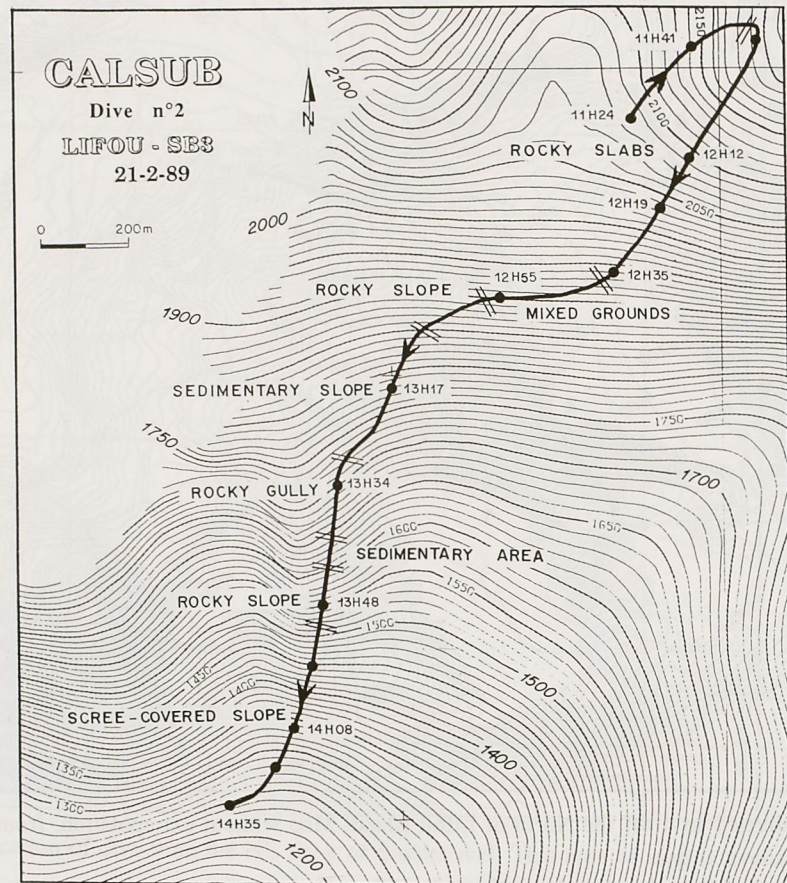 CALSUB
Dive n°2
LIFOU - SB3
21-2-89
N
0 200m
2100
2150
11H41
11H24
2100
ROCKY SLABS
12H12
2050
12H19
2000
12H55
12H35
ROCKY SLOPE
MIXED GROUNDS
1900
SEDIMENTARY SLOPE
13H17
1750
1750
1700
ROCKY GULLY
13H34
1600
1650
SEDIMENTARY AREA
1550
ROCKY SLOPE
13H48
1500
1450
1400
1500
SCREE-COVERED SLOPE
14H08
1400
1350
1300
14H35
1200